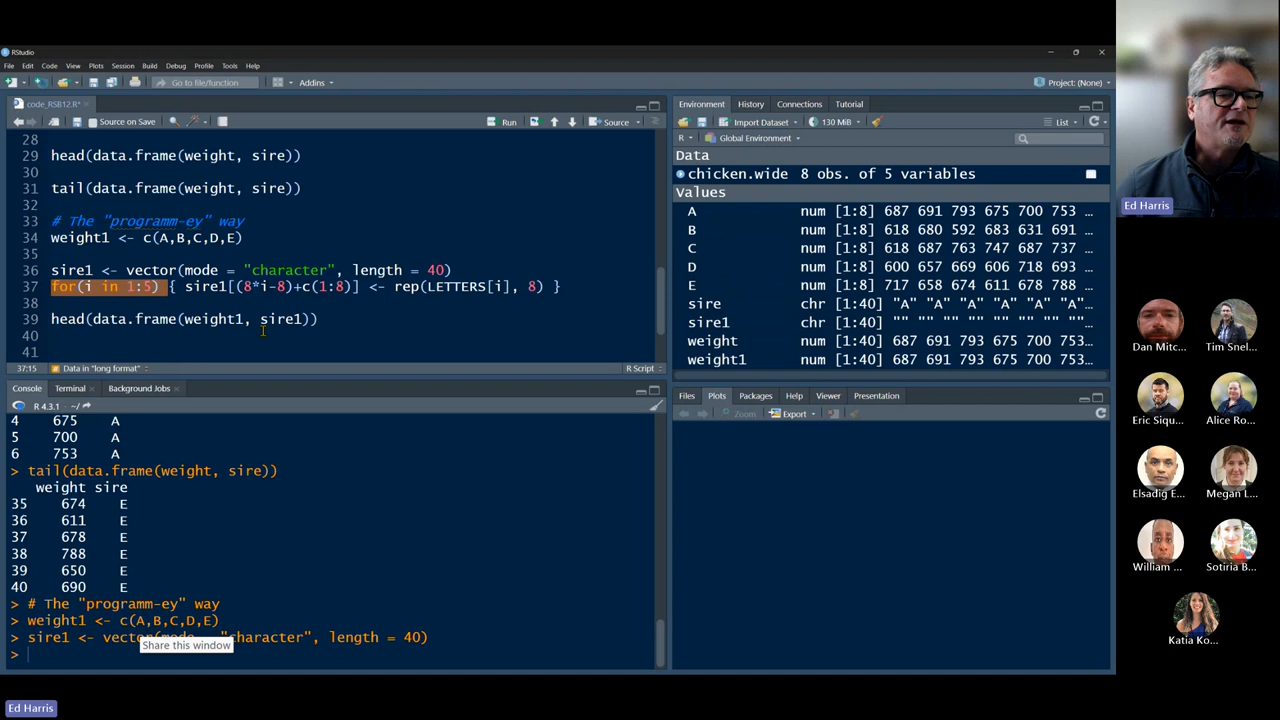 RStudio
File Edit Code View Plots Session Build Debug Profile Tools Help
Go to file/function Addins Project: (None)
code_RSB12.R*
Source on Save Run Source
28
29 head(data.frame(weight, sire))
30
31 tail(data.frame(weight, sire))
32
33 # The "programm-ey" way
34 weight1 <- c(A,B,C,D,E)
35
36 sire1 <- vector(mode = "character", length = 40)
37 for(i in 1:5) { sire1[(8*i-8)+c(1:8)] <- rep(LETTERS[i], 8) }
38
39 head(data.frame(weight1, sire1))
40
41
37:15 Data in "long format" R Script
Console Terminal Background Jobs
R 4.3.1 · ~/
4 675 A
5 700 A
6 753 A
> tail(data.frame(weight, sire))
weight sire
35 674 E
36 611 E
37 678 E
38 788 E
39 650 E
40 690 E
> # The "programm-ey" way
> weight1 <- c(A,B,C,D,E)
> sire1 <- vector(mode = "character", length = 40)
Share this window
>
Environment History Connections Tutorial
Import Dataset 130 MiB List
R Global Environment
Data
chicken.wide 8 obs. of 5 variables
Values
A num [1:8] 687 691 793 675 700 753 …
B num [1:8] 618 680 592 683 631 691 …
C num [1:8] 618 687 763 747 687 737 …
D num [1:8] 600 657 669 606 718 693 …
E num [1:8] 717 658 674 611 678 788 …
sire chr [1:40] "A" "A" "A" "A" "A"…
sire1 chr [1:40] "" "" "" "" "" ""…
weight num [1:40] 687 691 793 675 700…
weight1 num [1:40] 687 691 793 675 700 753…
Files Plots Packages Help Viewer Presentation
Zoom Export
Ed Harris
Dan Mitc... Tim Snel...
Eric Siqu... Alice Ro...
Elsadig E... Megan L...
William ... Sotiria B...
Katia Ko...
Ed Harris